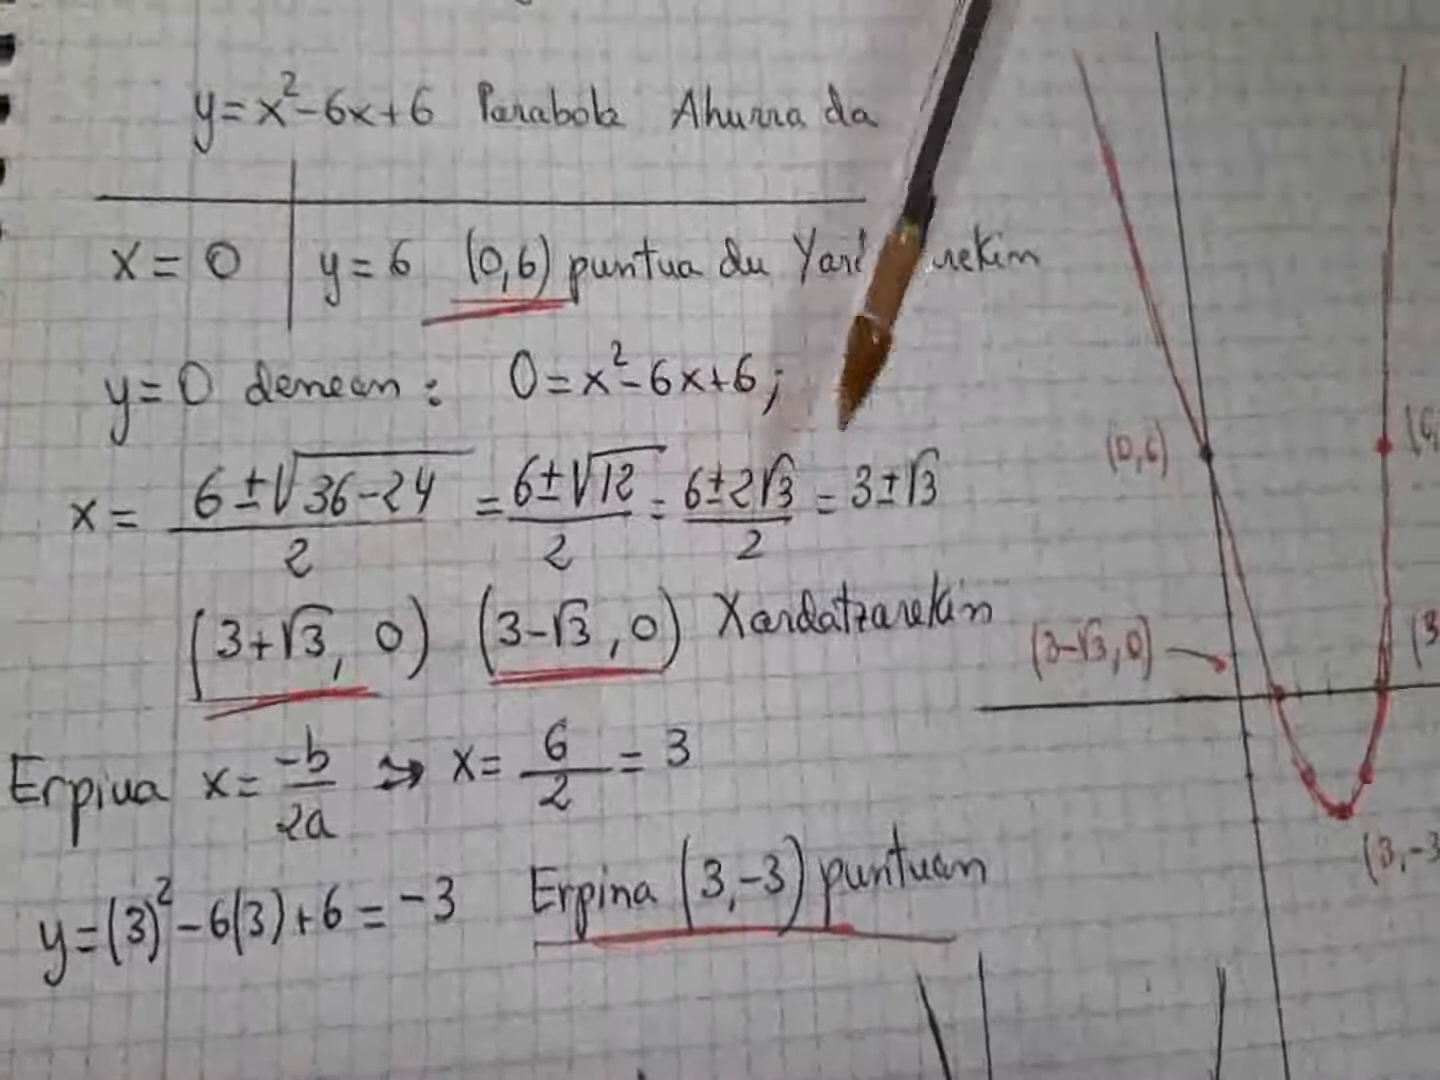 y=x²-6x+6 Parabola Ahurra da
x=0 | y=6 (0,6) puntua du
y=0 denean: 0=x²-6x+6;
x= (6±√36-24)/2 = (6±√12)/2 = (6±2√3)/2 = 3±√3
(3+√3, 0) (3-√3, 0) Xardatzarekin
Erpina x= -b/2a ⇒ x= 6/2 = 3
y=(3)²-6(3)+6=-3 Erpina (3,-3) puntuan
(0,6)
(3-√3, 0)
(3,-3